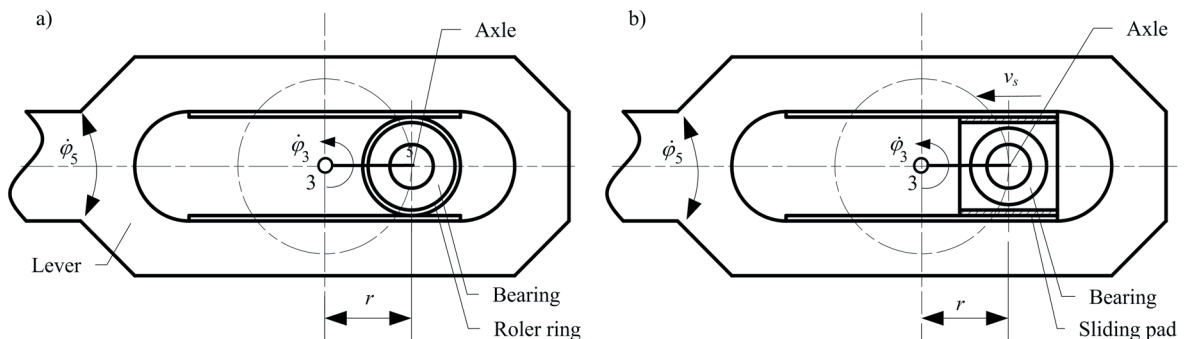 a)
Axle
φ̇₃
5
3
φ̇₅
Lever
r
Bearing
Roler ring
b)
Axle
vₛ
φ̇₃
3
φ̇₅
r
Bearing
Sliding pad